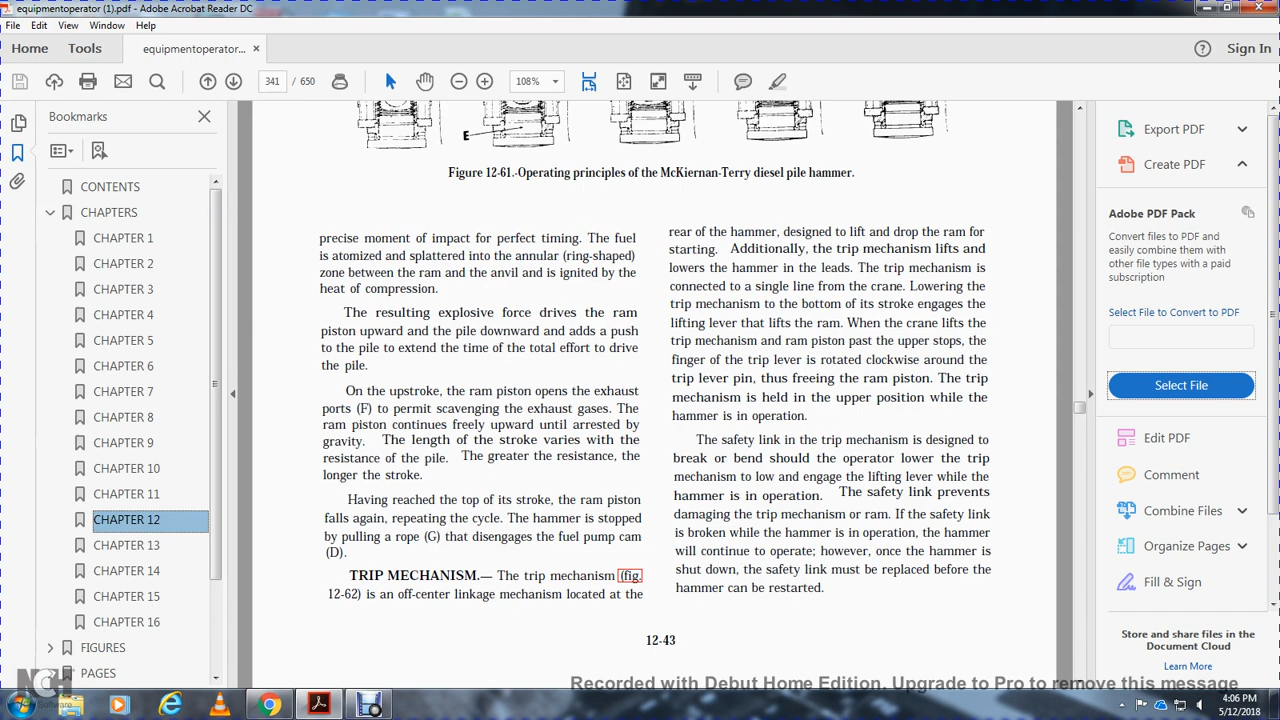 equipmentoperator (1).pdf - Adobe Acrobat Reader DC
File Edit View Window Help
Home Tools equipmentoperator... × Sign In
341 / 650 108%
Bookmarks
CONTENTS
CHAPTERS
CHAPTER 1
CHAPTER 2
CHAPTER 3
CHAPTER 4
CHAPTER 5
CHAPTER 6
CHAPTER 7
CHAPTER 8
CHAPTER 9
CHAPTER 10
CHAPTER 11
CHAPTER 12
CHAPTER 13
CHAPTER 14
CHAPTER 15
CHAPTER 16
FIGURES
PAGES
E
Figure 12-61.-Operating principles of the McKiernan-Terry diesel pile hammer.
precise moment of impact for perfect timing. The fuel
is atomized and splattered into the annular (ring-shaped)
zone between the ram and the anvil and is ignited by the
heat of compression.
The resulting explosive force drives the ram
piston upward and the pile downward and adds a push
to the pile to extend the time of the total effort to drive
the pile.
On the upstroke, the ram piston opens the exhaust
ports (F) to permit scavenging the exhaust gases. The
ram piston continues freely upward until arrested by
gravity. The length of the stroke varies with the
resistance of the pile. The greater the resistance, the
longer the stroke.
Having reached the top of its stroke, the ram piston
falls again, repeating the cycle. The hammer is stopped
by pulling a rope (G) that disengages the fuel pump cam
(D).
TRIP MECHANISM.— The trip mechanism (fig.
12-62) is an off-center linkage mechanism located at the
rear of the hammer, designed to lift and drop the ram for
starting. Additionally, the trip mechanism lifts and
lowers the hammer in the leads. The trip mechanism is
connected to a single line from the crane. Lowering the
trip mechanism to the bottom of its stroke engages the
lifting lever that lifts the ram. When the crane lifts the
trip mechanism and ram piston past the upper stops, the
finger of the trip lever is rotated clockwise around the
trip lever pin, thus freeing the ram piston. The trip
mechanism is held in the upper position while the
hammer is in operation.
The safety link in the trip mechanism is designed to
break or bend should the operator lower the trip
mechanism to low and engage the lifting lever while the
hammer is in operation. The safety link prevents
damaging the trip mechanism or ram. If the safety link
is broken while the hammer is in operation, the hammer
will continue to operate; however, once the hammer is
shut down, the safety link must be replaced before the
hammer can be restarted.
12-43
Export PDF
Create PDF
Adobe PDF Pack
Convert files to PDF and
easily combine them with
other file types with a paid
subscription
Select File to Convert to PDF
Select File
Edit PDF
Comment
Combine Files
Organize Pages
Fill & Sign
Store and share files in the
Document Cloud
Learn More
NCH Software
Recorded with Debut Home Edition. Upgrade to Pro to remove this message
4:06 PM
5/12/2018